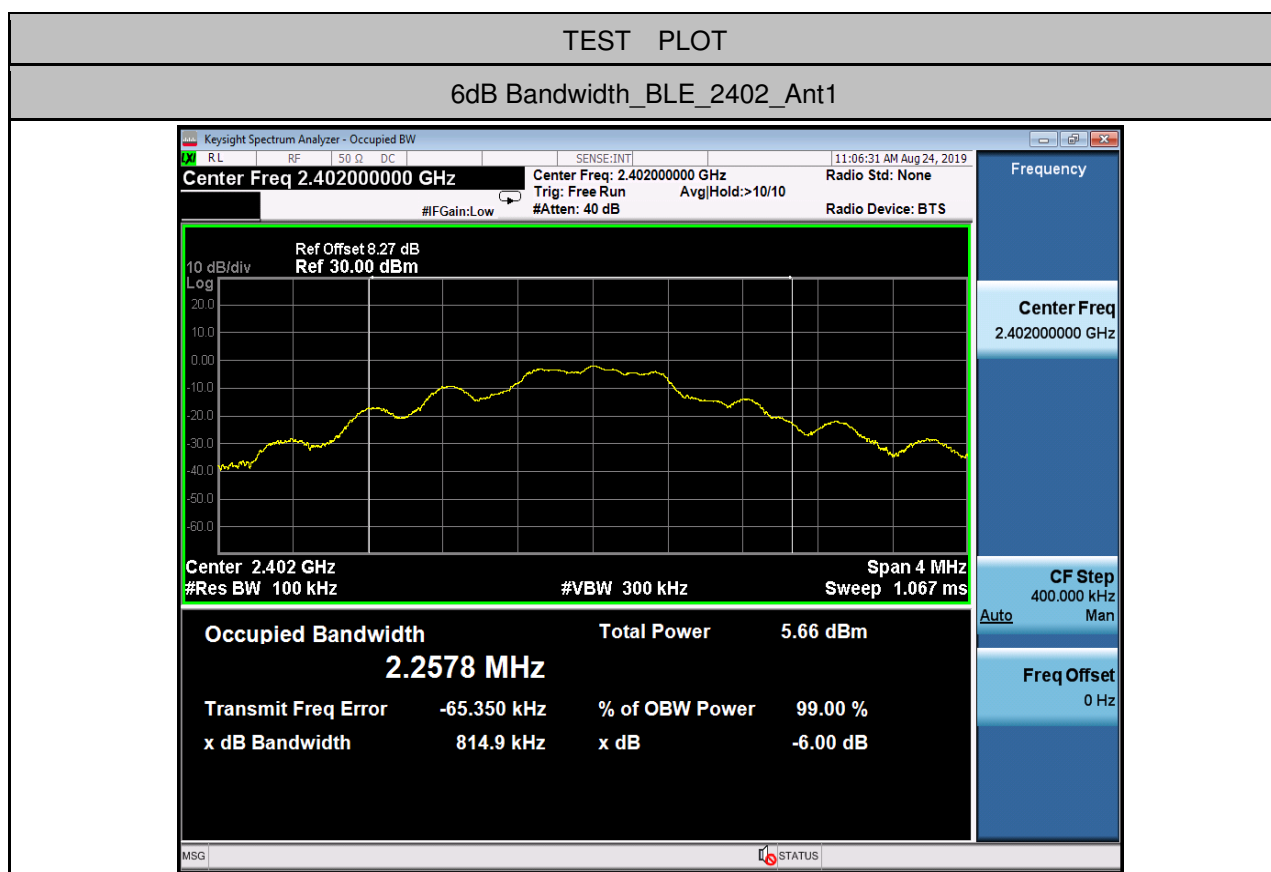 TEST PLOT
6dB Bandwidth_BLE_2402_Ant1
Keysight Spectrum Analyzer - Occupied BW
LXI RL RF 50 Ω DC SENSE:INT 11:06:31 AM Aug 24, 2019
Center Freq 2.402000000 GHz
Center Freq: 2.402000000 GHz Radio Std: None
Trig: Free Run Avg|Hold:>10/10
#IFGain:Low #Atten: 40 dB Radio Device: BTS
Ref Offset 8.27 dB
10 dB/div Ref 30.00 dBm
Log
20.0
10.0
0.00
-10.0
-20.0
-30.0
-40.0
-50.0
-60.0
Center 2.402 GHz Span 4 MHz
#Res BW 100 kHz #VBW 300 kHz Sweep 1.067 ms
Occupied Bandwidth Total Power 5.66 dBm
2.2578 MHz
Transmit Freq Error -65.350 kHz % of OBW Power 99.00 %
x dB Bandwidth 814.9 kHz x dB -6.00 dB
Frequency
Center Freq
2.402000000 GHz
CF Step
400.000 kHz
Auto Man
Freq Offset
0 Hz
MSG STATUS